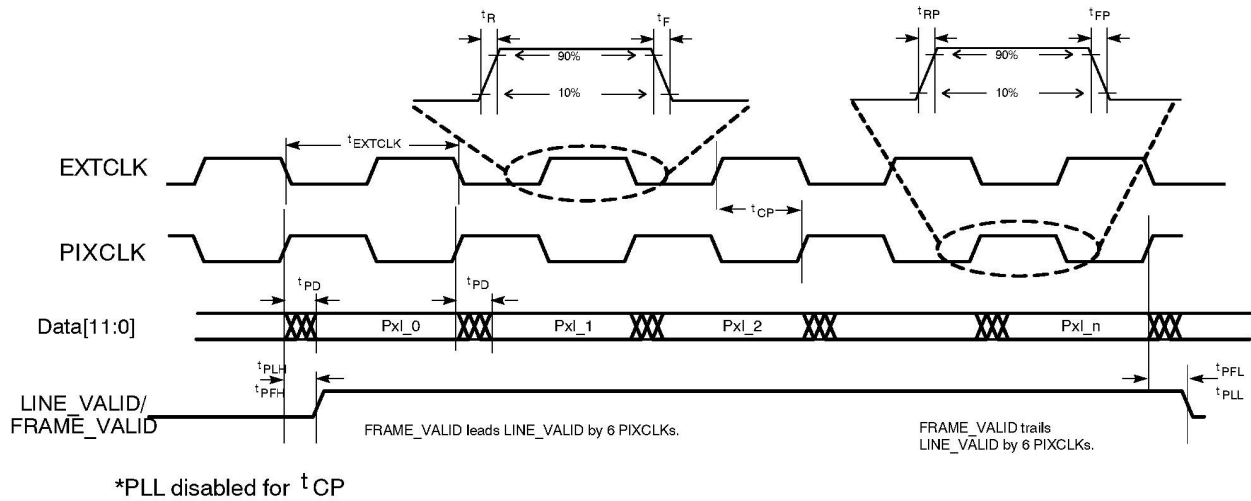 tR
tF
tRP
tFP
90%
90%
10%
10%
tEXTCLK
EXTCLK
tCP
PIXCLK
tPD
tPD
Data[11:0]
Pxl_0
Pxl_1
Pxl_2
Pxl_n
tPLH
tPFH
tPFL
tPLL
LINE_VALID/
FRAME_VALID
FRAME_VALID leads LINE_VALID by 6 PIXCLKs.
FRAME_VALID trails
LINE_VALID by 6 PIXCLKs.
*PLL disabled for tCP